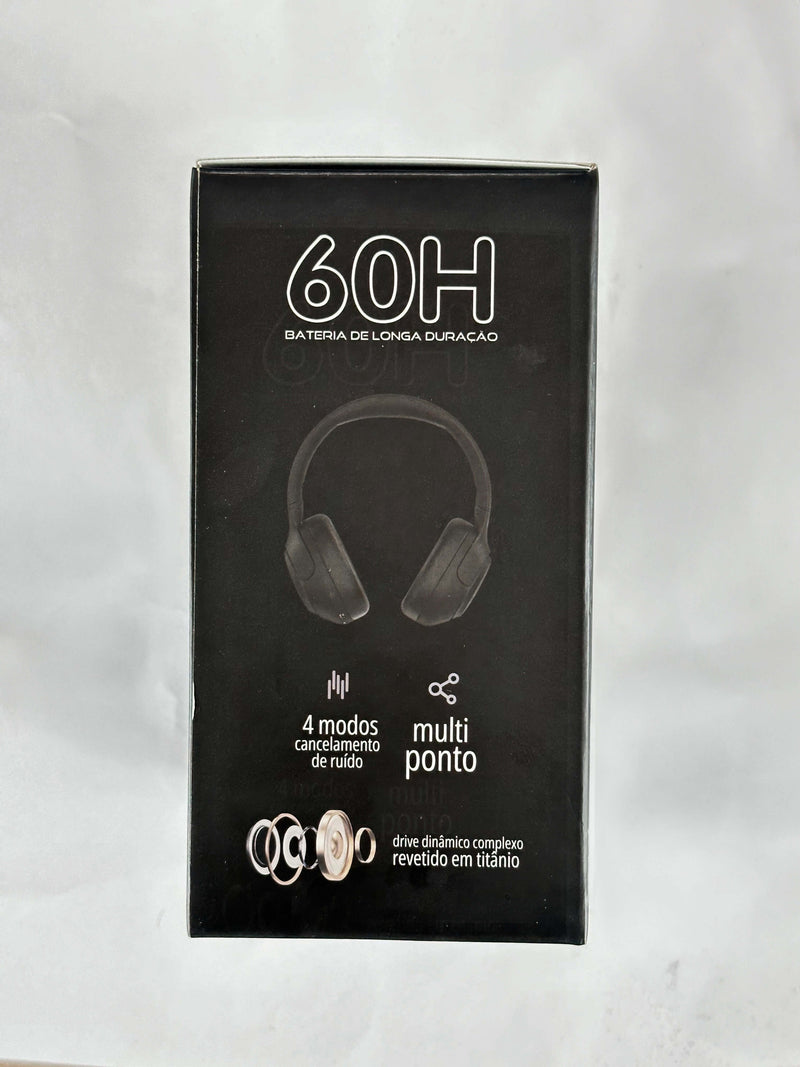 60H
BATERIA DE LONGA DURAÇÃO
4 modos
cancelamento
de ruído
multi
ponto
drive dinâmico complexo
revetido em titânio